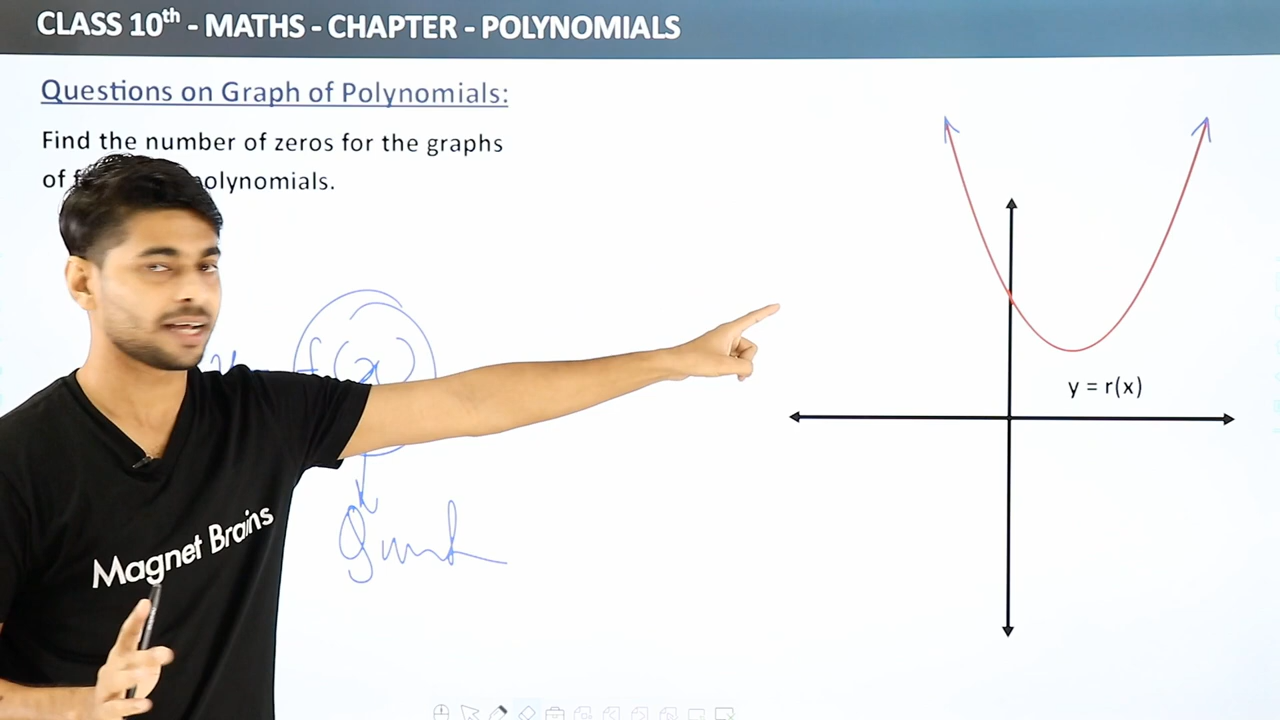 CLASS 10th - MATHS - CHAPTER - POLYNOMIALS
Questions on Graph of Polynomials:
Find the number of zeros for the graphs
of polynomials.
f(x)
y = r(x)
Magnet Brains